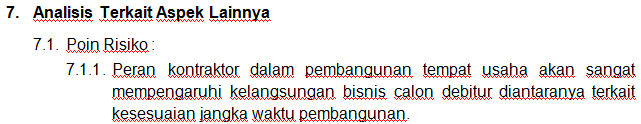 7. Analisis Terkait Aspek Lainnya
7.1. Poin Risiko :
7.1.1. Peran kontraktor dalam pembangunan tempat usaha akan sangat
mempengaruhi kelangsungan bisnis calon debitur diantaranya terkait
kesesuaian jangka waktu pembangunan.